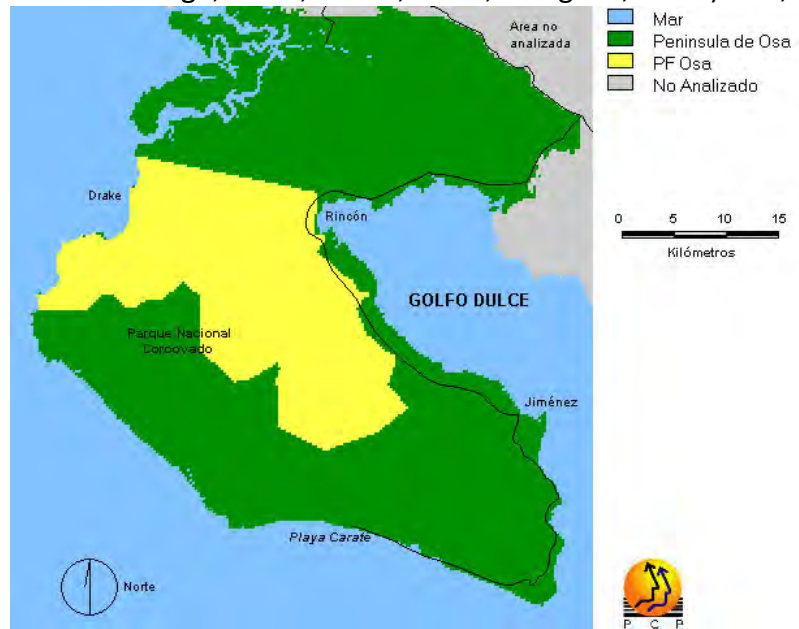 Area no
analizada
Drake
Rincón
GOLFO DULCE
Parque Nacional
Corcovado
Jiménez
Playa Carate
Norte
Mar
Peninsula de Osa
PF Osa
No Analizado
0 5 10 15
Kilómetros
P C P